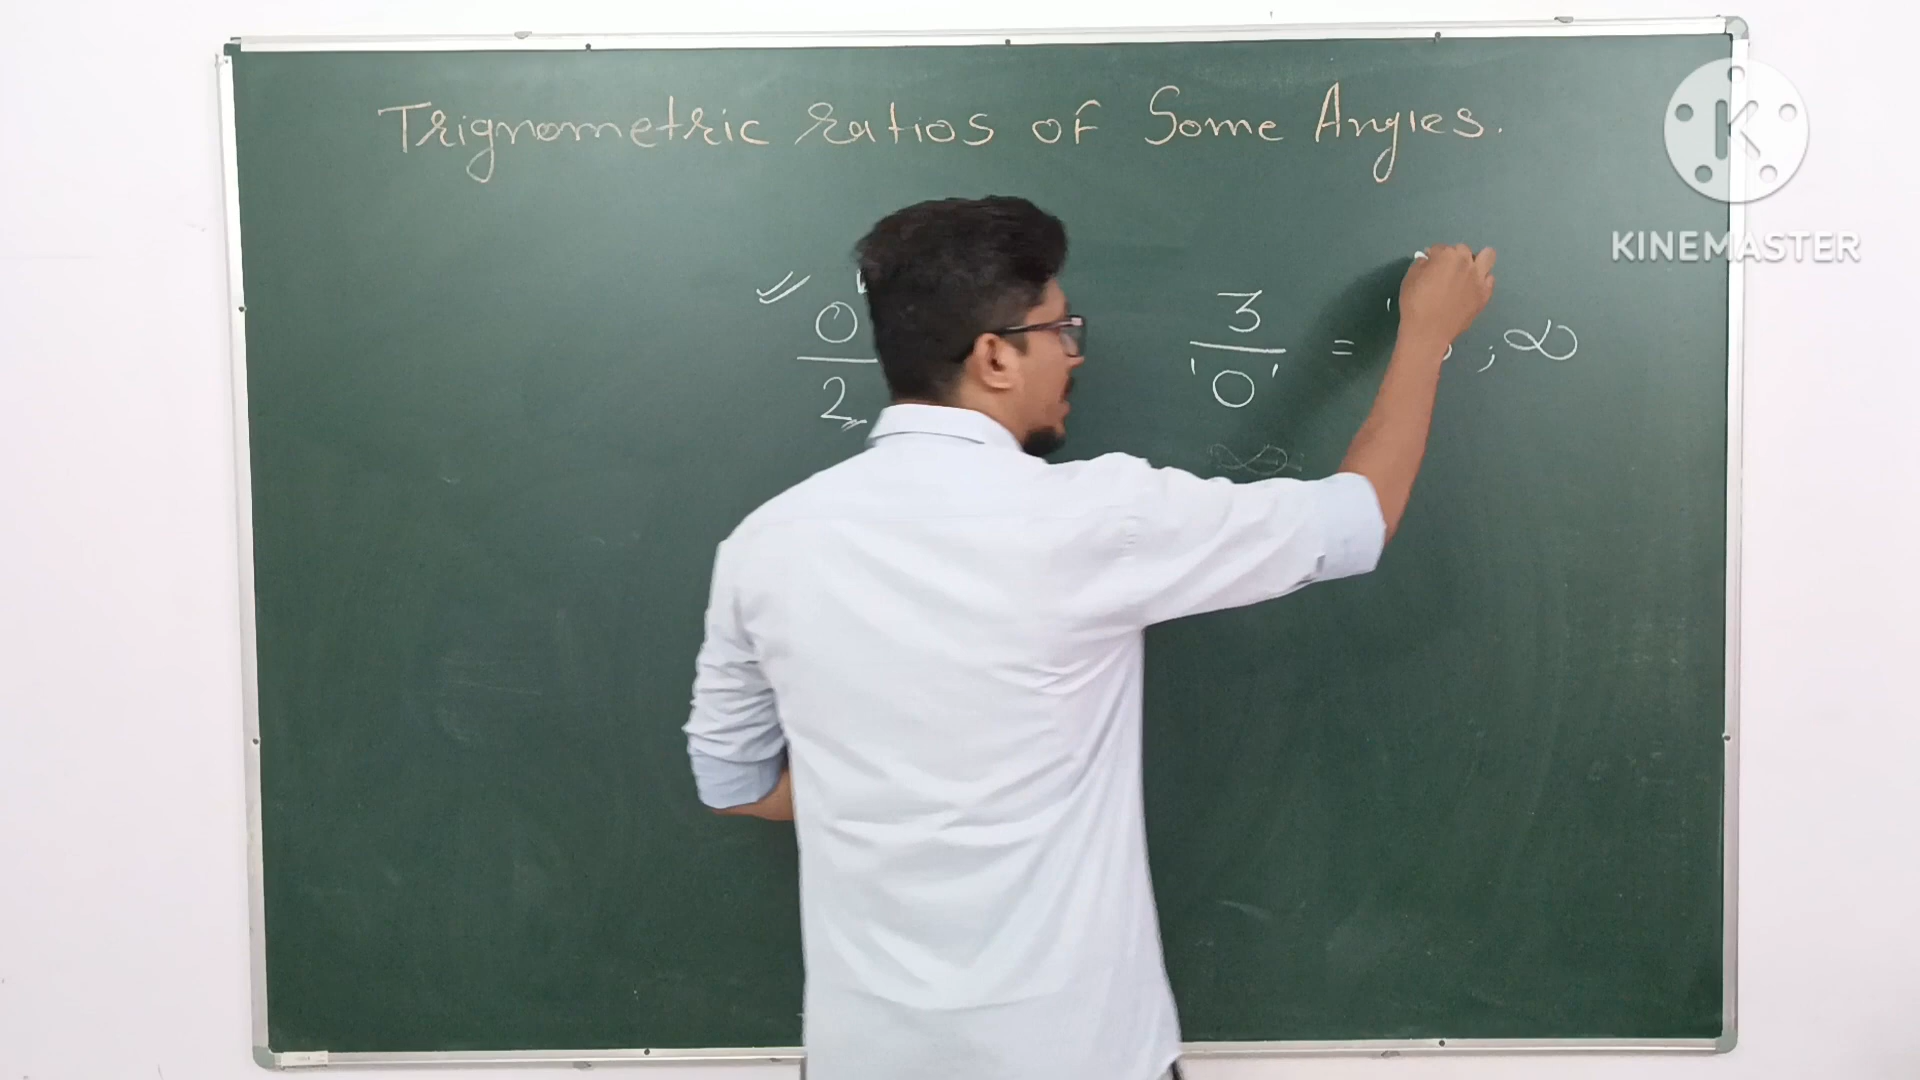 Trignometric Ratios of Some Angles.
KINEMASTER
0
2
3
'0'
= ; ∞
∞